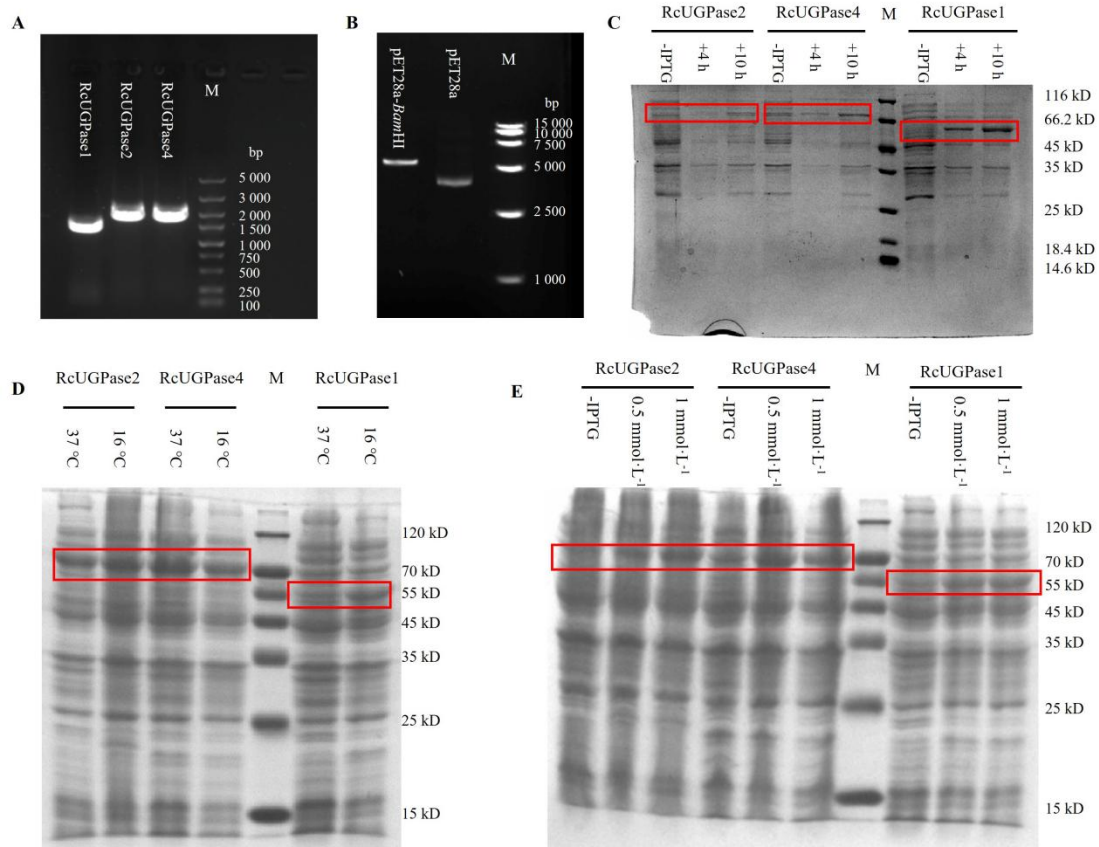 A
RcUGPase1
RcUGPase2
RcUGPase4
M
bp
5 000
3 000
2 000
1 500
1 000
750
500
250
100
B
pET28a-BamHI
pET28a
M
bp
15 000
10 000
7 500
5 000
2 500
1 000
C
RcUGPase2 RcUGPase4 M RcUGPase1
-IPTG +4 h +10 h -IPTG +4 h +10 h -IPTG +4 h +10 h
116 kD
66.2 kD
45 kD
35 kD
25 kD
18.4 kD
14.6 kD
D
RcUGPase2 RcUGPase4 M RcUGPase1
37 °C 16 °C 37 °C 16 °C 37 °C 16 °C
120 kD
70 kD
55 kD
45 kD
35 kD
25 kD
15 kD
E
RcUGPase2 RcUGPase4 M RcUGPase1
-IPTG 0.5 mmol·L⁻¹ 1 mmol·L⁻¹ -IPTG 0.5 mmol·L⁻¹ 1 mmol·L⁻¹ -IPTG 0.5 mmol·L⁻¹ 1 mmol·L⁻¹
120 kD
70 kD
55 kD
45 kD
35 kD
25 kD
15 kD